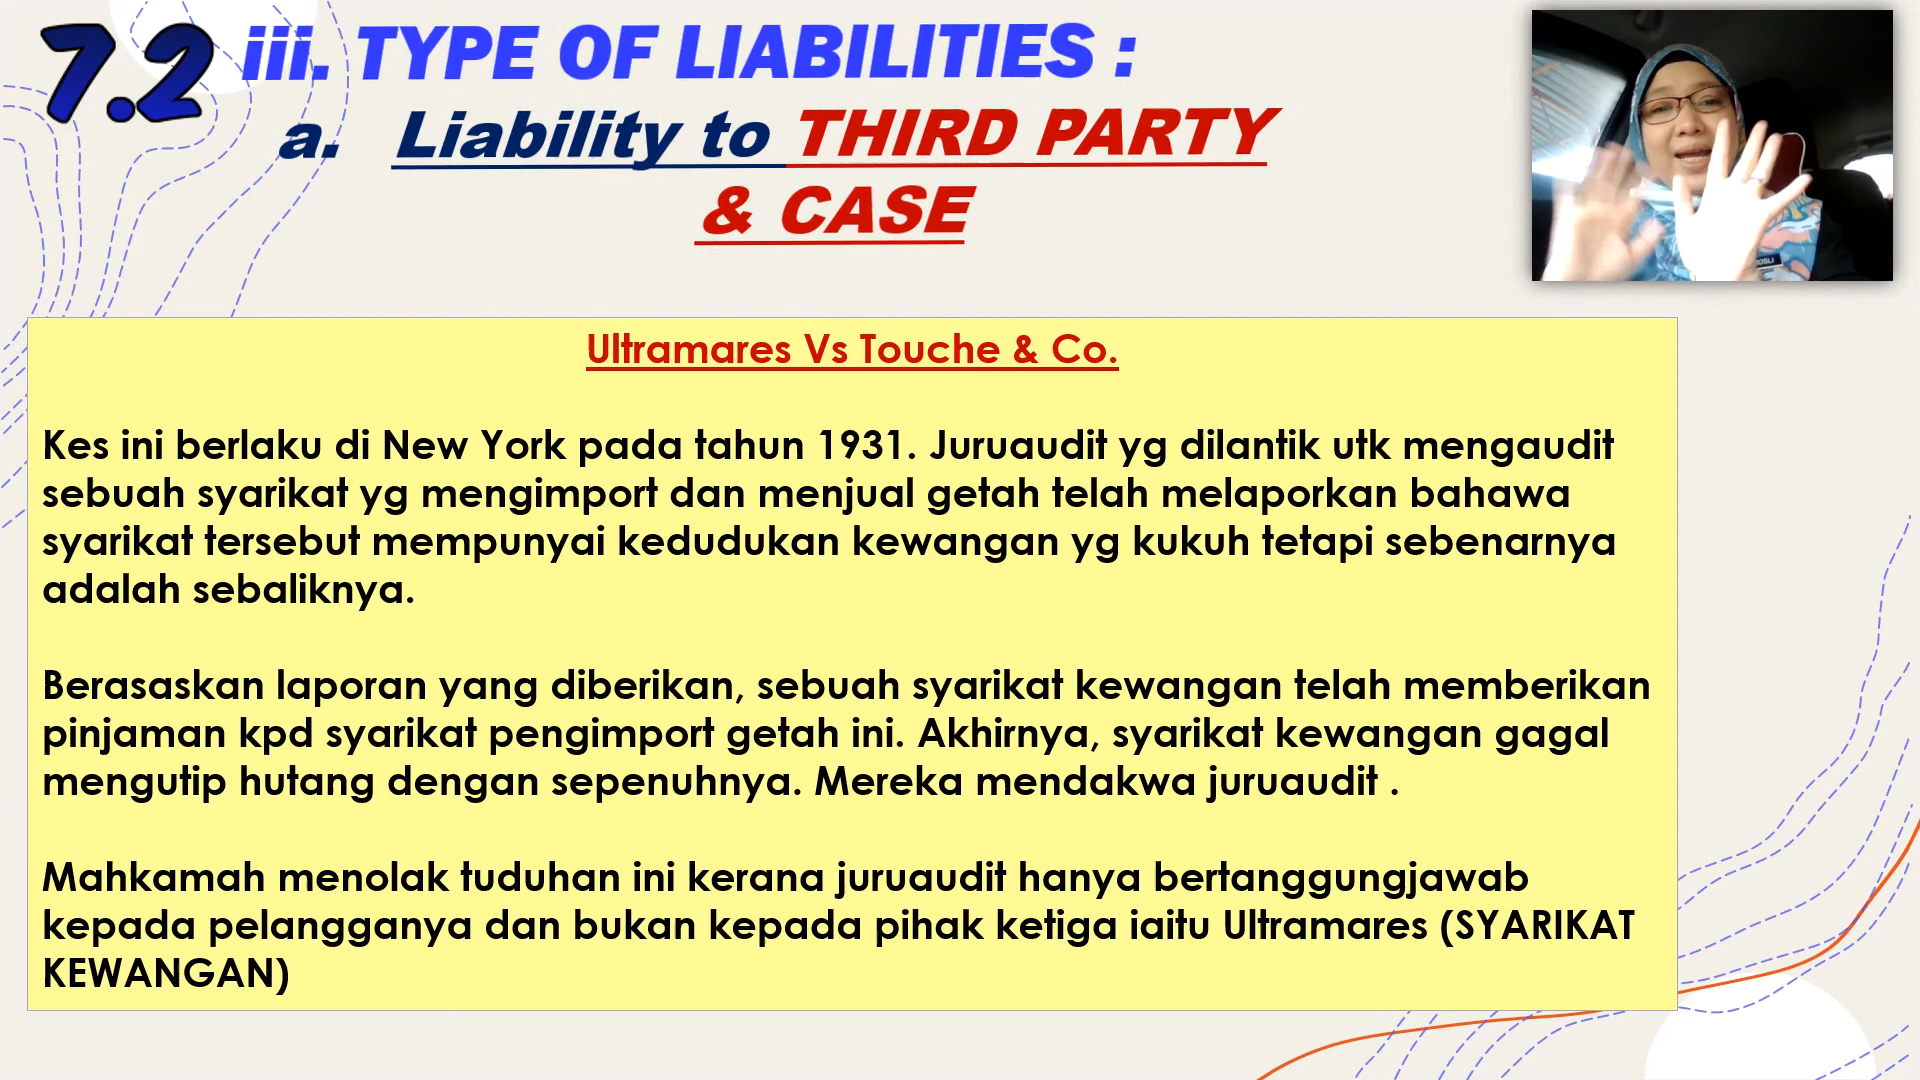 7.2 iii. TYPE OF LIABILITIES :
a. Liability to THIRD PARTY
& CASE
Ultramares Vs Touche & Co.
Kes ini berlaku di New York pada tahun 1931. Juruaudit yg dilantik utk mengaudit
sebuah syarikat yg mengimport dan menjual getah telah melaporkan bahawa
syarikat tersebut mempunyai kedudukan kewangan yg kukuh tetapi sebenarnya
adalah sebaliknya.
Berasaskan laporan yang diberikan, sebuah syarikat kewangan telah memberikan
pinjaman kpd syarikat pengimport getah ini. Akhirnya, syarikat kewangan gagal
mengutip hutang dengan sepenuhnya. Mereka mendakwa juruaudit .
Mahkamah menolak tuduhan ini kerana juruaudit hanya bertanggungjawab
kepada pelangganya dan bukan kepada pihak ketiga iaitu Ultramares (SYARIKAT
KEWANGAN)